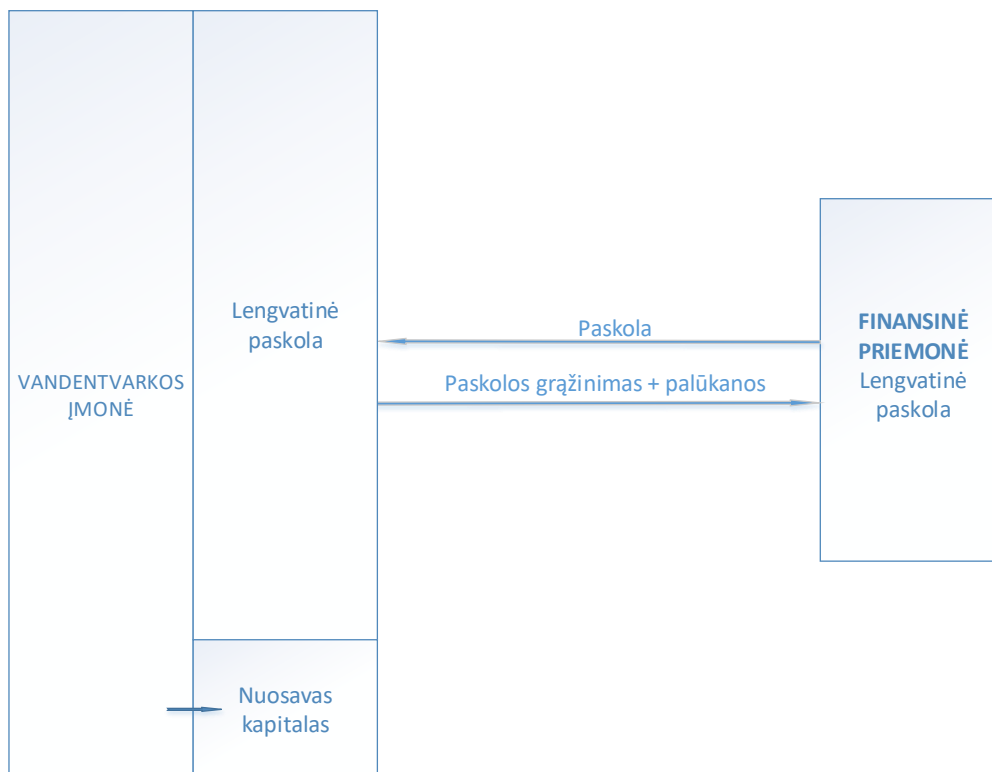 VANDENTVARKOS
ĮMONĖ
Lengvatinė
paskola
Paskola
Paskolos grąžinimas + palūkanos
FINANSINĖ
PRIEMONĖ
Lengvatinė
paskola
Nuosavas
kapitalas